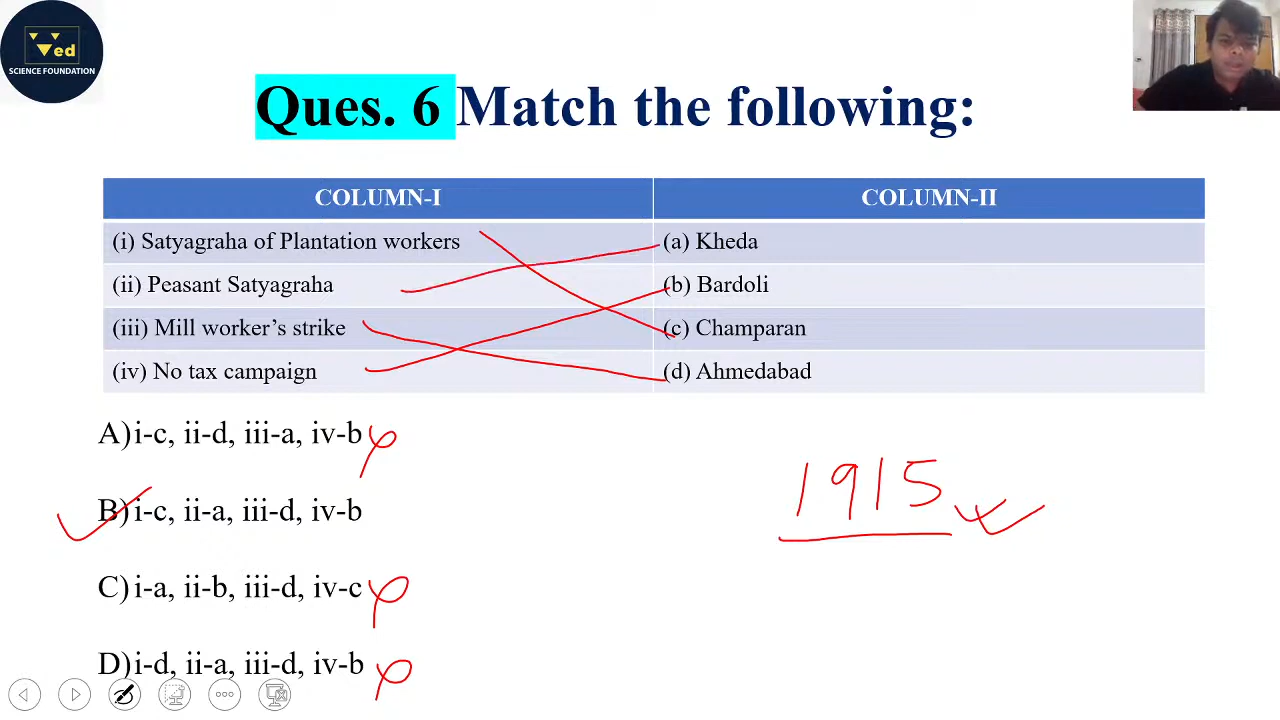 Ved
SCIENCE FOUNDATION
Ques. 6 Match the following:
COLUMN-I COLUMN-II
(i) Satyagraha of Plantation workers (a) Kheda
(ii) Peasant Satyagraha (b) Bardoli
(iii) Mill worker’s strike (c) Champaran
(iv) No tax campaign (d) Ahmedabad
A) i-c, ii-d, iii-a, iv-b
B) i-c, ii-a, iii-d, iv-b
1915
C) i-a, ii-b, iii-d, iv-c
D) i-d, ii-a, iii-d, iv-b